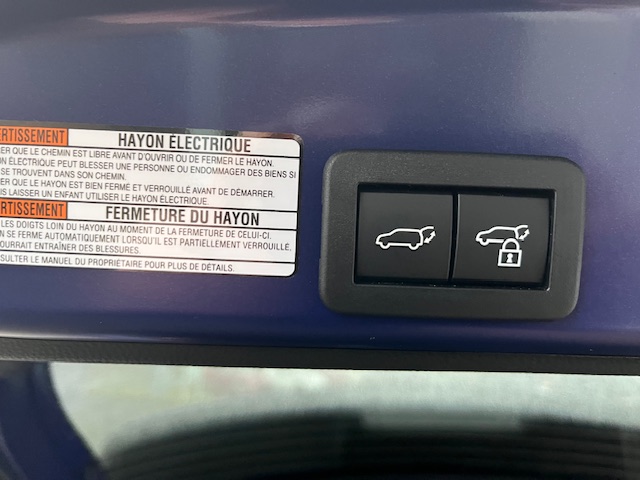 ERTISSEMENT HAYON ÉLECTRIQUE
ER QUE LE CHEMIN EST LIBRE AVANT D'OUVRIR OU DE FERMER LE HAYON.
ON ÉLECTRIQUE PEUT BLESSER UNE PERSONNE OU ENDOMMAGER DES BIENS SI
SE TROUVENT DANS SON CHEMIN.
ER QUE LE HAYON EST BIEN FERMÉ ET VERROUILLÉ AVANT DE DÉMARRER.
IS LAISSER UN ENFANT UTILISER LE HAYON ÉLECTRIQUE.
ERTISSEMENT FERMETURE DU HAYON
LES DOIGTS LOIN DU HAYON AU MOMENT DE LA FERMETURE DE CELUI-CI.
N SE FERME AUTOMATIQUEMENT LORSQU'IL EST PARTIELLEMENT VERROUILLÉ.
OURRAIT ENTRAÎNER DES BLESSURES.
SULTER LE MANUEL DU PROPRIÉTAIRE POUR PLUS DE DÉTAILS.